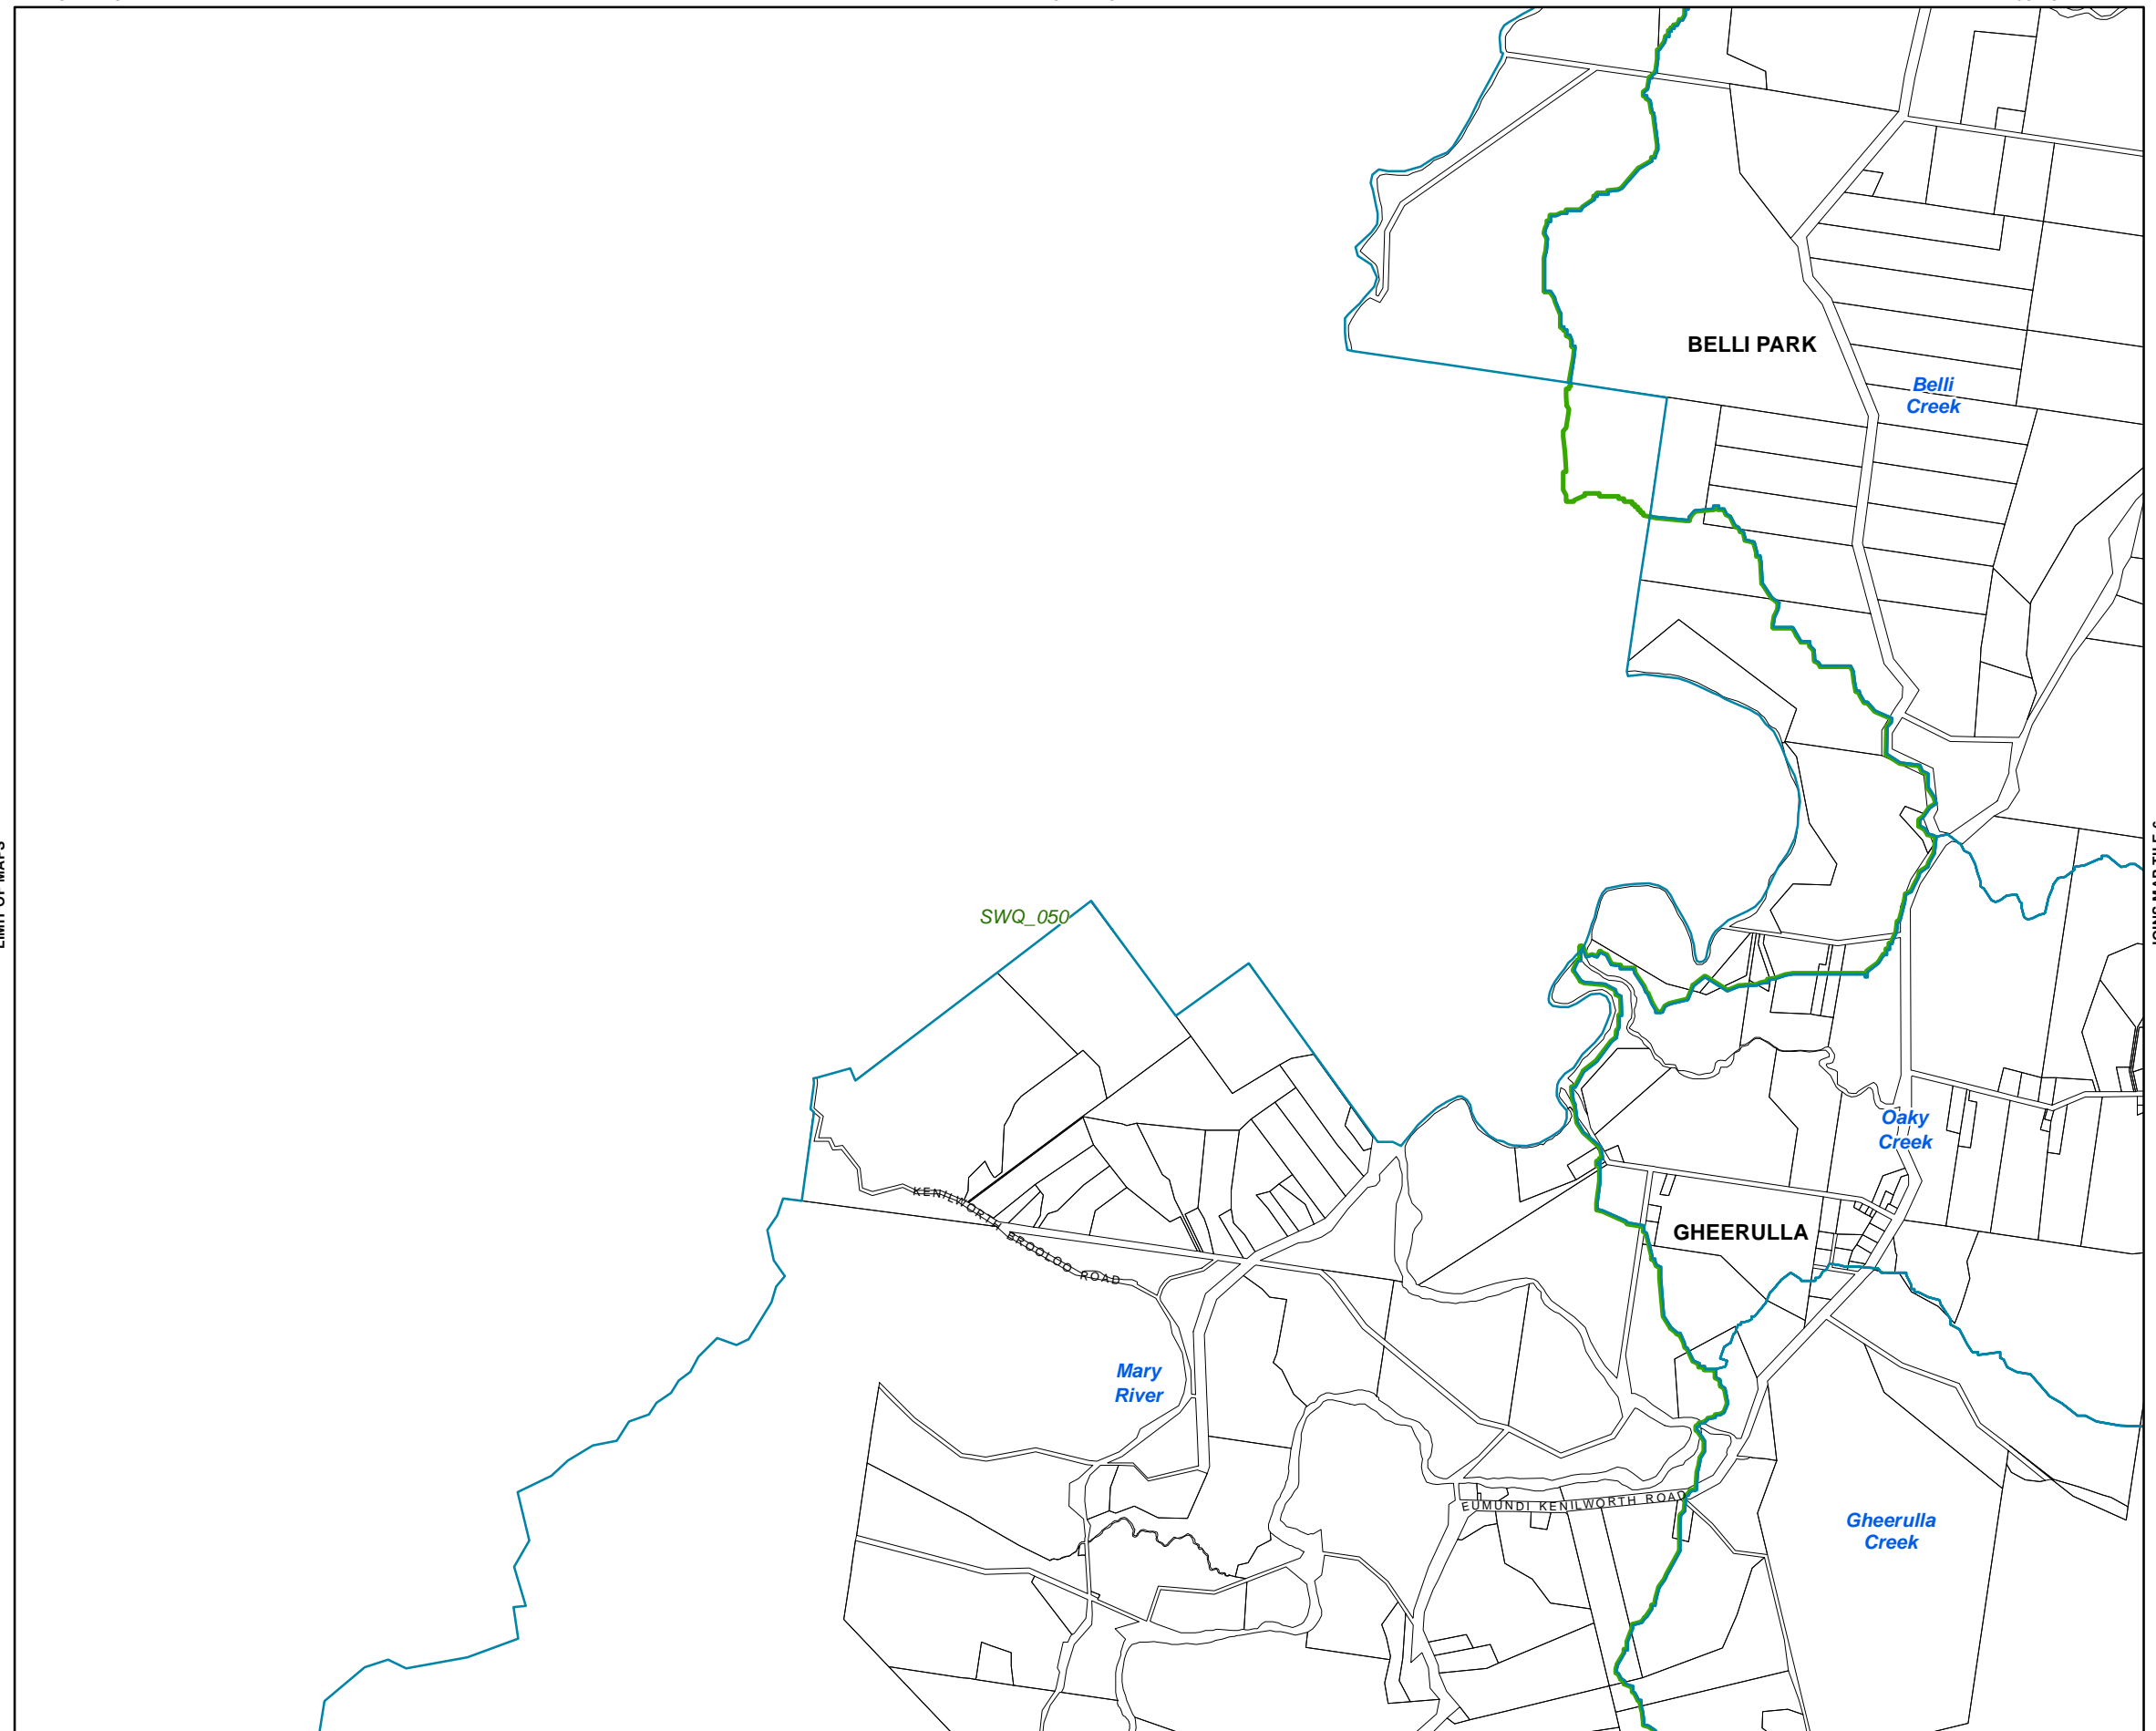 BELLI PARK
Belli
Creek
SWQ_050
Oaky
Creek
KENILWORTH BROOLOO ROAD
GHEERULLA
Mary
River
EUMUNDI KENILWORTH ROAD
Gheerulla
Creek